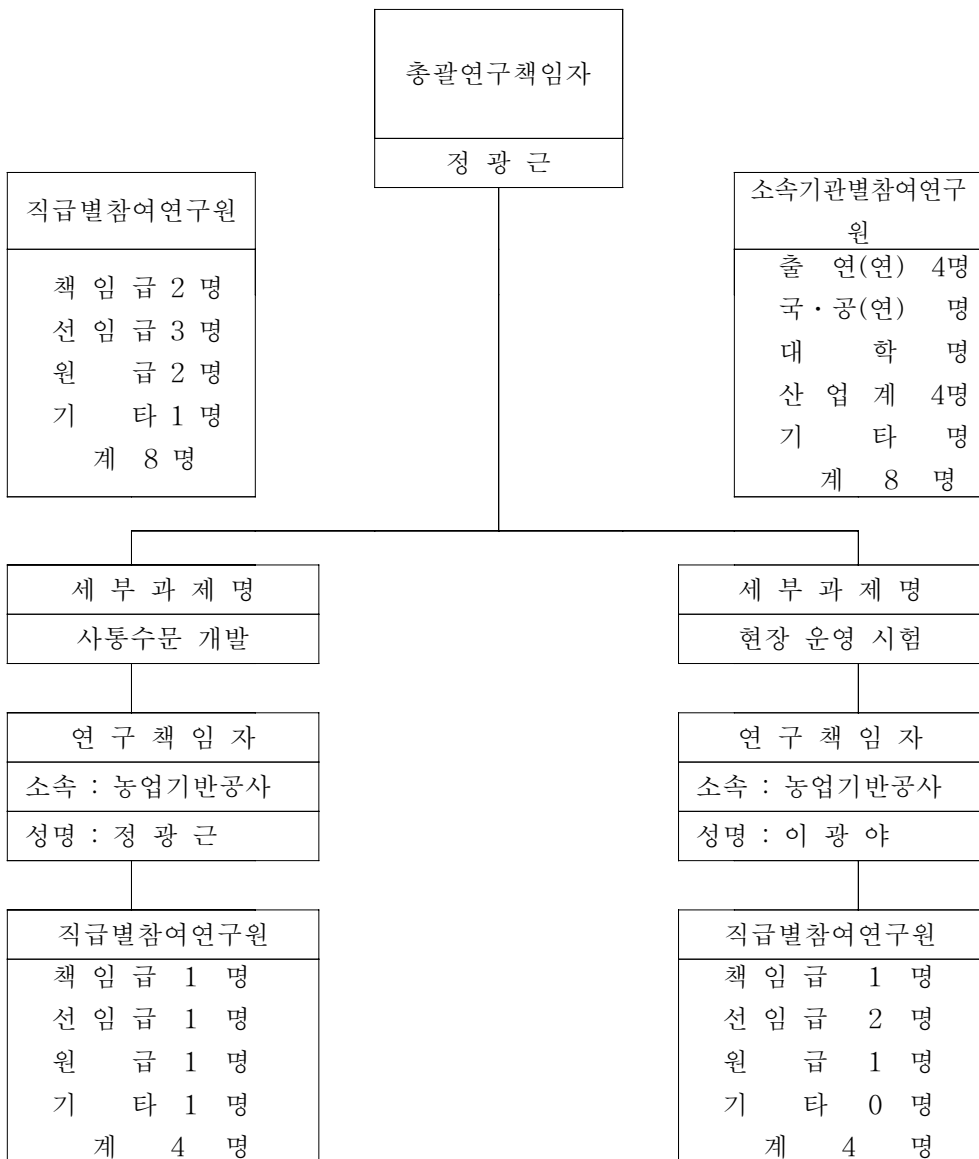 총괄연구책임자
정 광 근
직급별참여연구원
책 임 급 2 명
선 임 급 3 명
원 급 2 명
기 타 1 명
계 8 명
소속기관별참여연구
원
출 연(연) 4명
국·공(연) 명
대 학 명
산 업 계 4명
기 타 명
계 8 명
세 부 과 제 명
사통수문 개발
연 구 책 임 자
소속 : 농업기반공사
성명 : 정 광 근
직급별참여연구원
책 임 급 1 명
선 임 급 1 명
원 급 1 명
기 타 1 명
계 4 명
세 부 과 제 명
현장 운영 시험
연 구 책 임 자
소속 : 농업기반공사
성명 : 이 광 야
직급별참여연구원
책 임 급 1 명
선 임 급 2 명
원 급 1 명
기 타 0 명
계 4 명